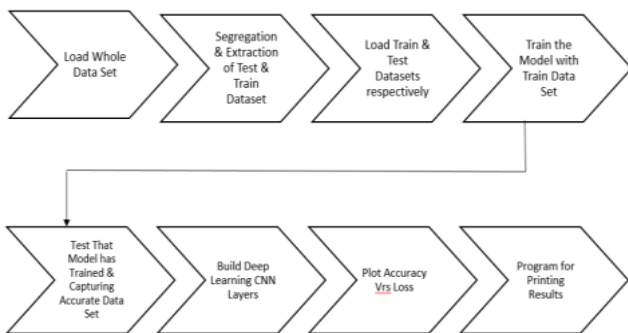 Load Whole
Data Set
Segregation
& Extraction
of Test &
Train
Dataset
Load Train &
Test
Datasets
respectively
Train the
Model with
Train Data
Set
Test That
Model has
Trained &
Capturing
Accurate Data
Set
Build Deep
Learning CNN
Layers
Plot Accuracy
Vrs Loss
Program for
Printing
Results